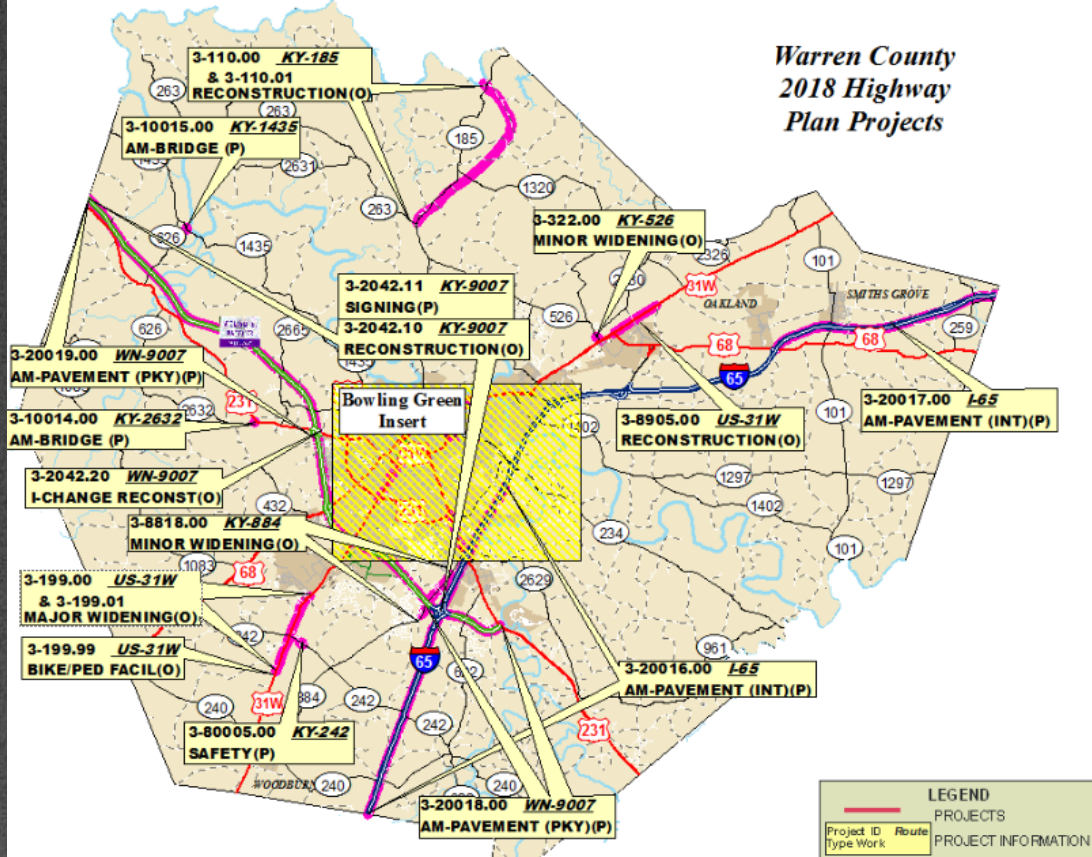 Warren County
2018 Highway
Plan Projects
3-110.00 KY-185
& 3-110.01
RECONSTRUCTION(O)
263
263
185
3-10015.00 KY-1435
AM-BRIDGE (P)
2631
1320
263
3-322.00 KY-526
MINOR WIDENING(O)
1435
101
31W
OAKLAND
SMITHS GROVE
3-2042.11 KY-9007
SIGNING(P)
3-2042.10 KY-9007
RECONSTRUCTION(O)
626
2665
526
259
68
68
65
3-20019.00 WN-9007
AM-PAVEMENT (PKY)(P)
231
3-10014.00 KY-2632
AM-BRIDGE (P)
Bowling Green
Insert
3-8905.00 US-31W
RECONSTRUCTION(O)
101
3-20017.00 I-65
AM-PAVEMENT (INT)(P)
31W
3-2042.20 WN-9007
I-CHANGE RECONST(O)
1297
1297
231
1402
432
3-8818.00 KY-884
MINOR WIDENING(O)
234
101
1083
68
2629
3-199.00 US-31W
& 3-199.01
MAJOR WIDENING(O)
242
3-199.99 US-31W
BIKE/PED FACIL(O)
65
961
3-20016.00 I-65
AM-PAVEMENT (INT)(P)
240
31W
242
242
231
3-80005.00 KY-242
SAFETY(P)
WOODBURN
240
240
3-20018.00 WN-9007
AM-PAVEMENT (PKY)(P)
LEGEND
PROJECTS
Project ID Route
Type Work
PROJECT INFORMATION